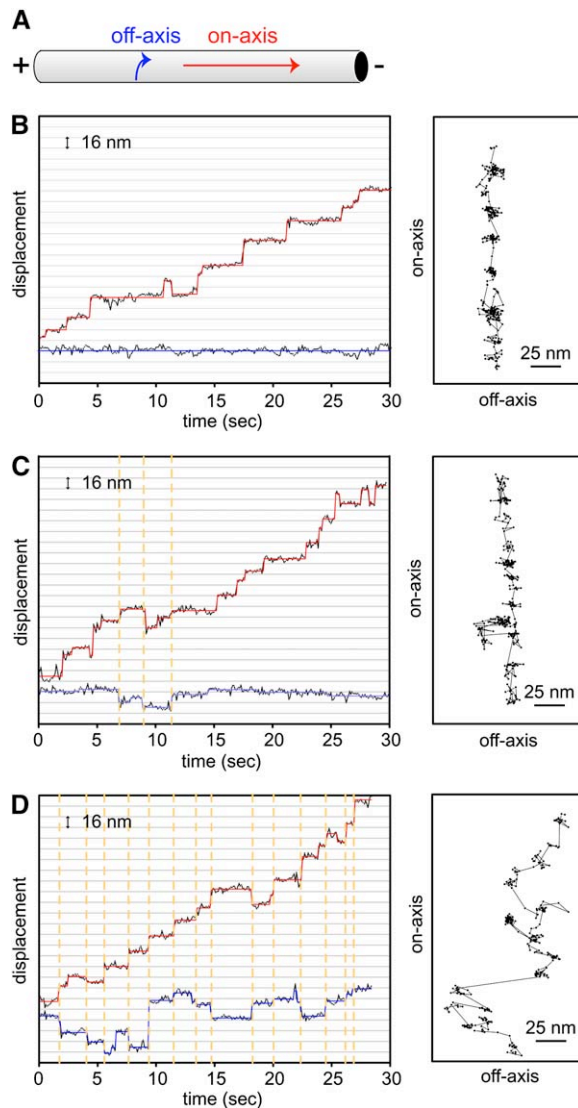 A
off-axis on-axis
+ -
B
16 nm
displacement
0 5 10 15 20 25 30
time (sec)
on-axis
25 nm
off-axis
C
16 nm
displacement
0 5 10 15 20 25 30
time (sec)
on-axis
25 nm
off-axis
D
16 nm
displacement
0 5 10 15 20 25 30
time (sec)
on-axis
25 nm
off-axis